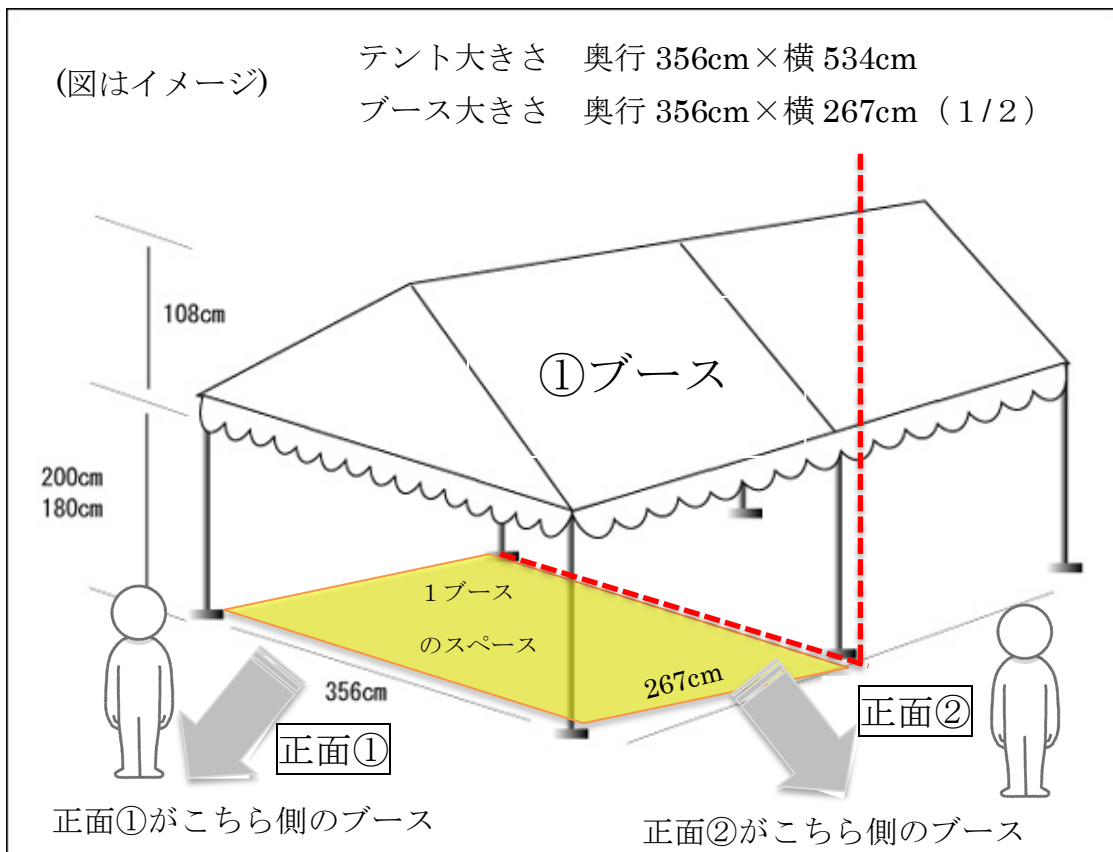 テント大きさ　奥行 356cm×横 534cm
(図はイメージ)
ブース大きさ　奥行 356cm×横 267cm（１/２）
108cm
①ブース
200cm
180cm
１ブース
のスペース
267cm
356cm
正面②
正面①
正面①がこちら側のブース
正面②がこちら側のブース